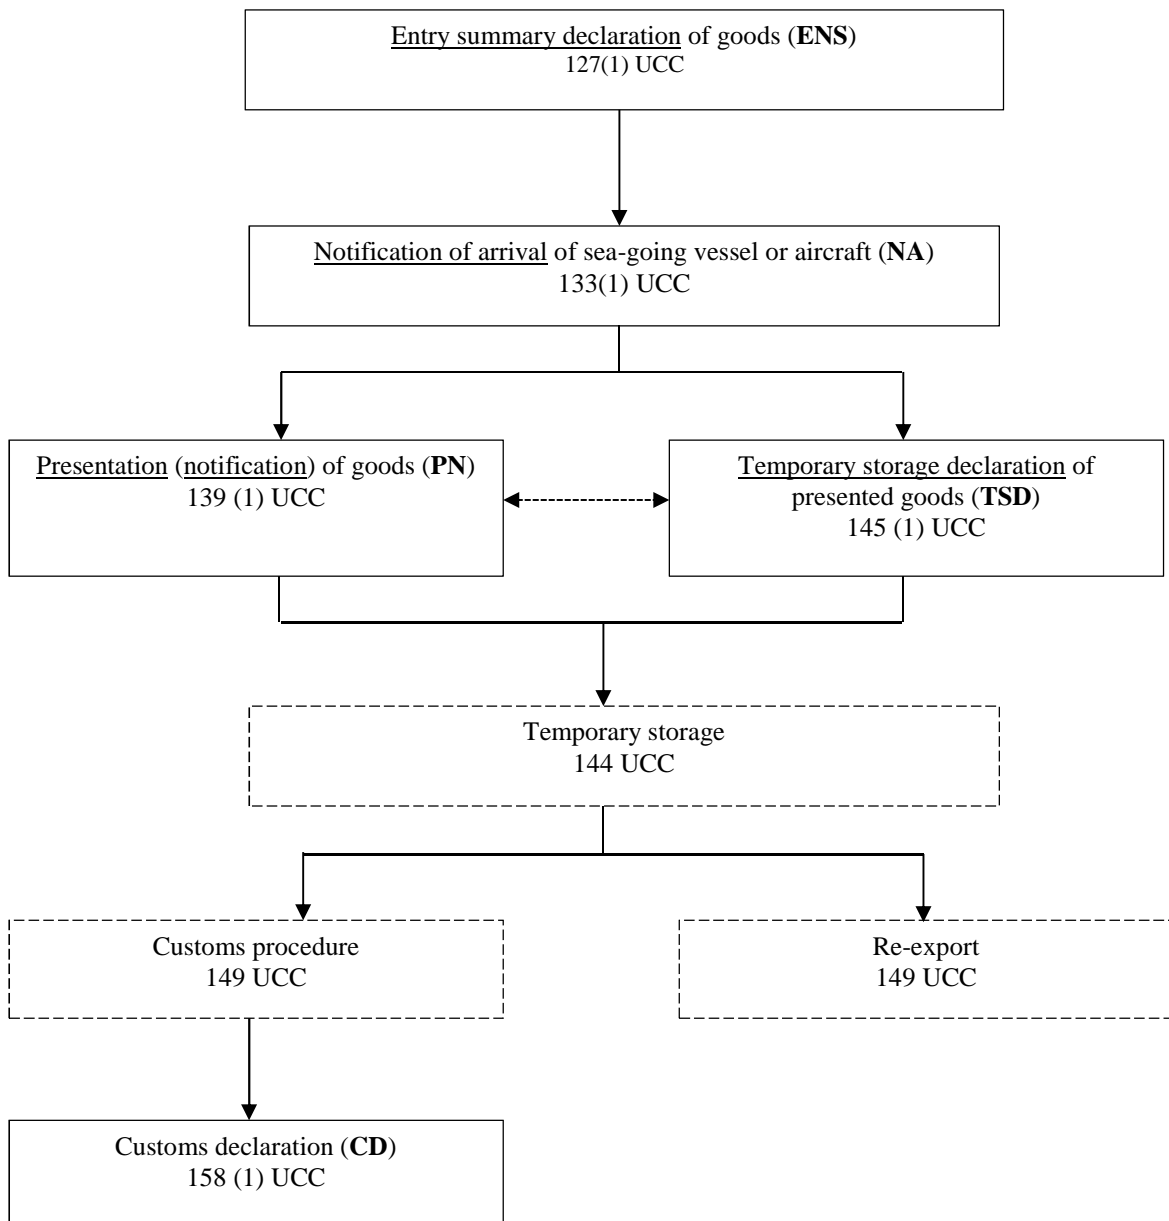 Entry summary declaration of goods (ENS)
127(1) UCC
Notification of arrival of sea-going vessel or aircraft (NA)
133(1) UCC
Presentation (notification) of goods (PN)
139 (1) UCC
Temporary storage declaration of
presented goods (TSD)
145 (1) UCC
Temporary storage
144 UCC
Customs procedure
149 UCC
Re-export
149 UCC
Customs declaration (CD)
158 (1) UCC